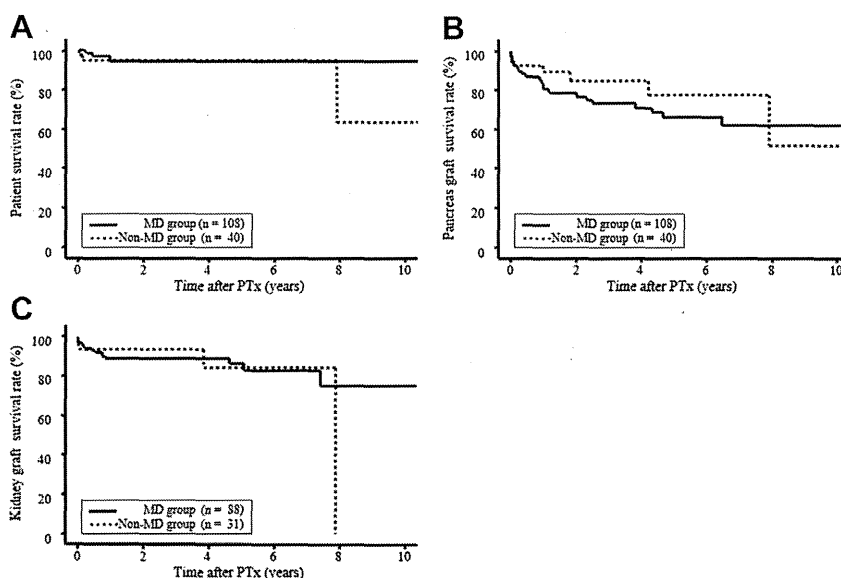 A
Patient survival rate (%)
100
80
60
40
20
0
MD group (n = 108)
Non-MD group (n = 40)
0 2 4 6 8 10
Time after PTx (years)
B
Pancreas graft survival rate (%)
100
80
60
40
20
0
MD group (n = 108)
Non-MD group (n = 40)
0 2 4 6 8 10
Time after PTx (years)
C
Kidney graft survival rate (%)
100
80
60
40
20
0
MD group (n = 88)
Non-MD group (n = 31)
0 2 4 6 8 10
Time after PTx (years)